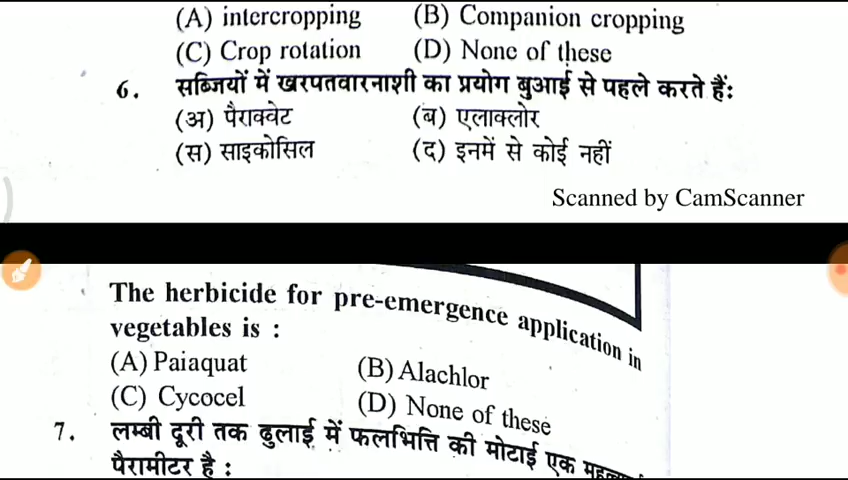 (A) intercropping (B) Companion cropping
(C) Crop rotation (D) None of these
6. सब्जियों में खरपतवारनाशी का प्रयोग बुआई से पहले करते हैंः
(अ) पैराक्वेट (ब) एलाक्लोर
(स) साइकोसिल (द) इनमें से कोई नहीं
Scanned by CamScanner
The herbicide for pre-emergence application in
vegetables is :
(A) Paiaquat (B) Alachlor
(C) Cycocel (D) None of these
7. लम्बी दूरी तक ढुलाई में फलभित्ति की मोटाई एक
पैरामीटर है :